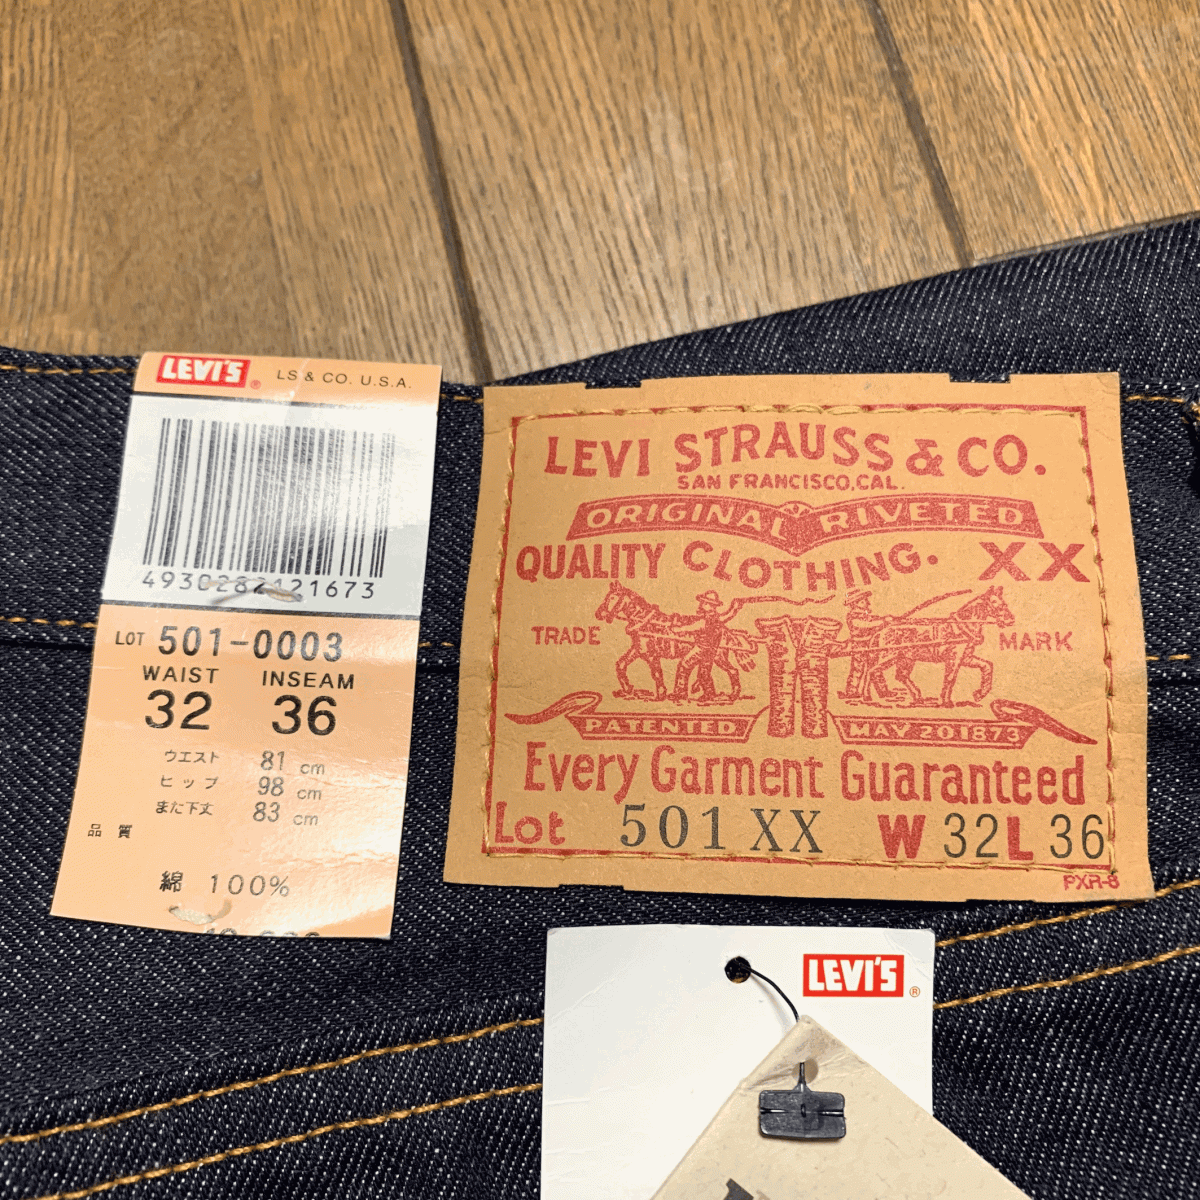 LEVI'S ® LS & CO. U.S.A.
LOT 501-0003
WAIST INSEAM
32 36
ウエスト 81 cm
ヒップ 98 cm
また下丈 83 cm
品質
綿 100%
LEVI STRAUSS & CO.
SAN FRANCISCO, CAL.
ORIGINAL RIVETED
QUALITY CLOTHING. XX
TRADE MARK
PATENTED MAY 20 1873
Every Garment Guaranteed
Lot 501 XX W 32 L 36
PXR-8
LEVI'S ®